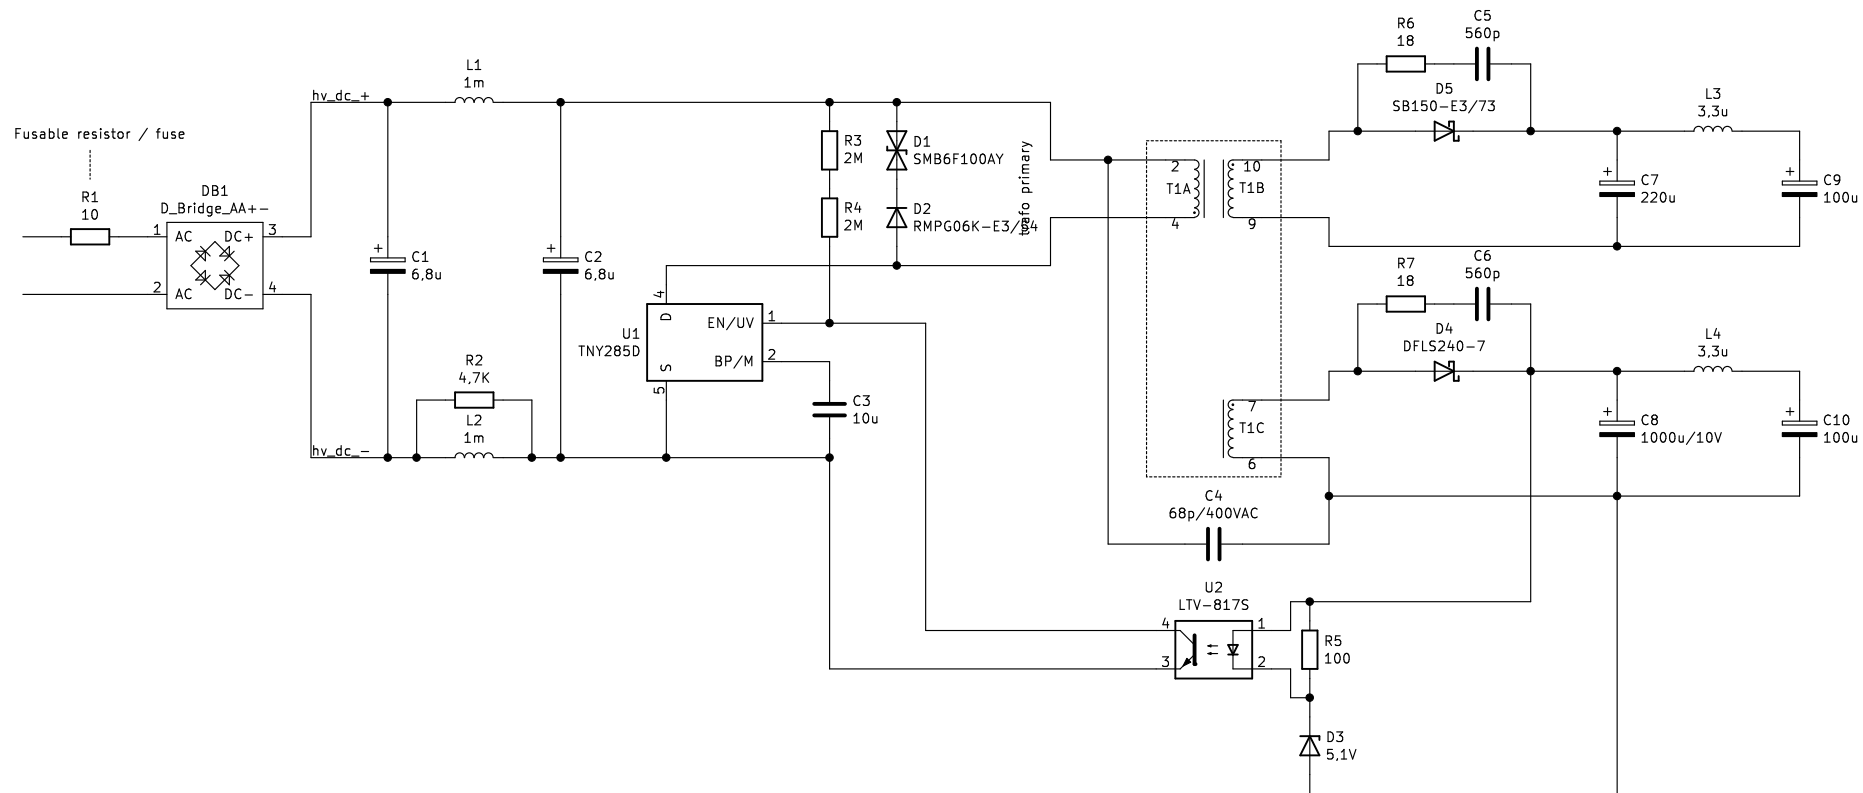 Fusable resistor / fuse
R1
10
DB1
D_Bridge_AA+-
1
AC
DC+
3
2
AC
DC-
4
hv_dc_+
hv_dc_-
L1
1m
+
C1
6,8u
+
C2
6,8u
R2
4,7K
L2
1m
R3
2M
R4
2M
D1
SMB6F100AY
D2
RMPG06K-E3/54
trafo primary
U1
TNY285D
4
D
EN/UV
1
BP/M
2
S
5
C3
10u
2
T1A
4
10
T1B
9
7
T1C
6
C4
68p/400VAC
R6
18
C5
560p
D5
SB150-E3/73
L3
3,3u
+
C7
220u
+
C9
100u
R7
18
C6
560p
D4
DFLS240-7
L4
3,3u
+
C8
1000u/10V
+
C10
100u
U2
LTV-817S
4
3
1
2
R5
100
D3
5,1V